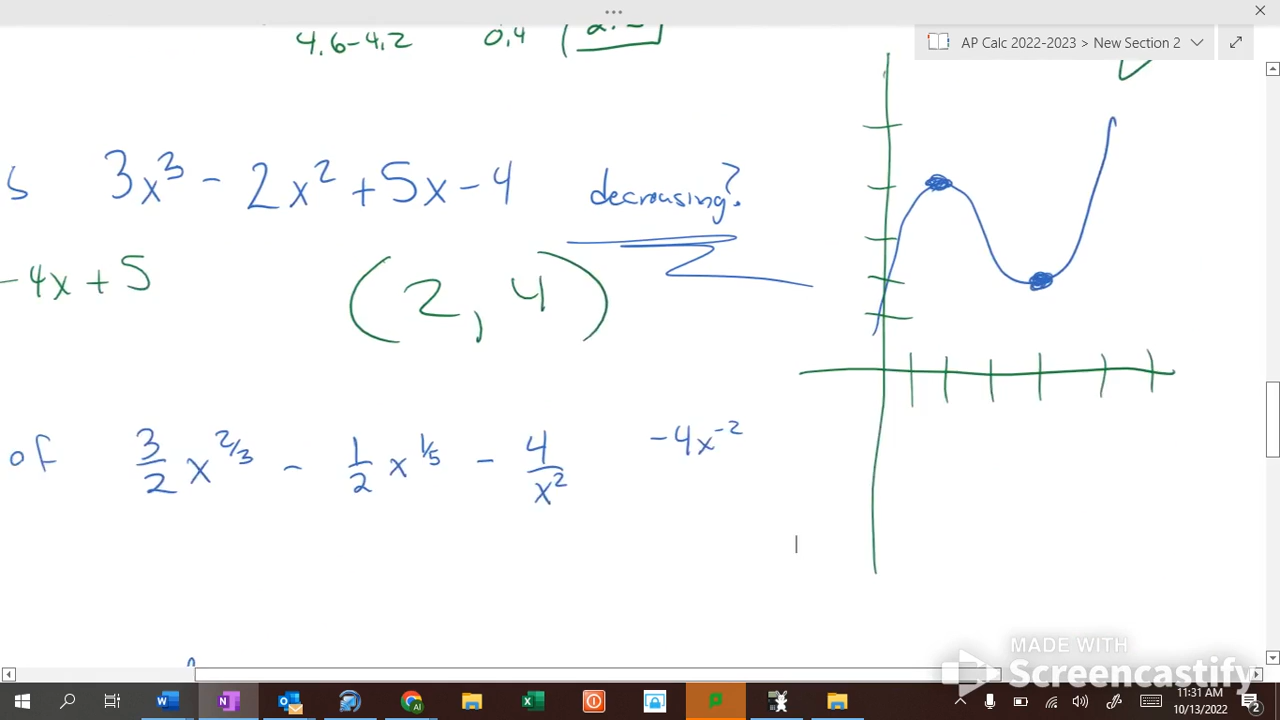 AP Calc 2022-2023 > New Section 2
4.6-4.2 0.4
s 3x³ - 2x² + 5x - 4 decreasing?
-4x + 5 (2, 4)
of 3/2 x^2/3 - 1/2 x^1/5 - 4/x² -4x^-2
MADE WITH
Screencastify
11:31 AM
10/13/2022
2